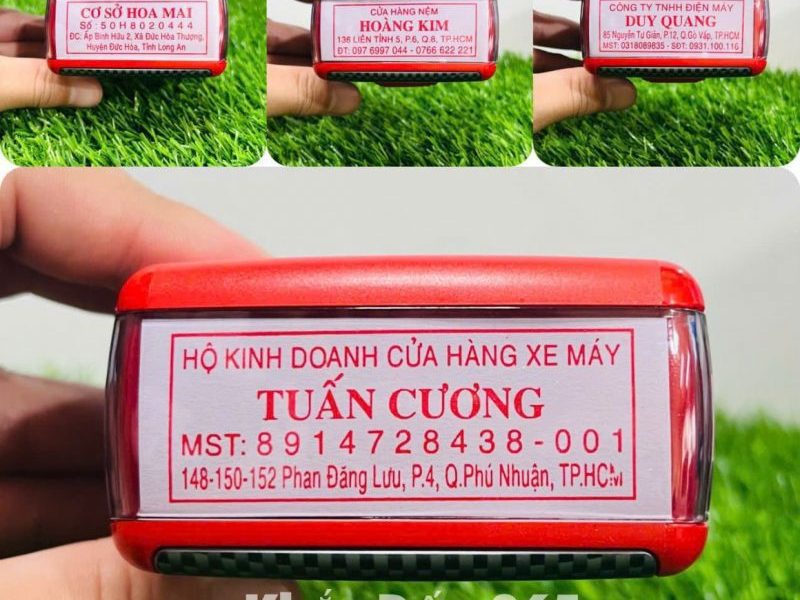 CƠ SỞ HOA MAI
Số : 50H8020444
ĐC: Ấp Bình Hữu 2, Xã Đức Hòa Thượng,
Huyện Đức Hòa, Tỉnh Long An
CỬA HÀNG NỆM
HOÀNG KIM
136 LIÊN TỈNH 5, P.6, Q.8, TP.HCM
ĐT: 097 6997 044 - 0766 622 221
CÔNG TY TNHH ĐIỆN MÁY
DUY QUANG
85 Nguyễn Tư Giản, P.12, Q.Gò Vấp, TP.HCM
MST: 0318089835 - SĐT: 0931.100.116
HỘ KINH DOANH CỬA HÀNG XE MÁY
TUẤN CƯƠNG
MST: 8914728438-001
148-150-152 Phan Đăng Lưu, P.4, Q.Phú Nhuận, TP.HCM
Khắc Dấu 365